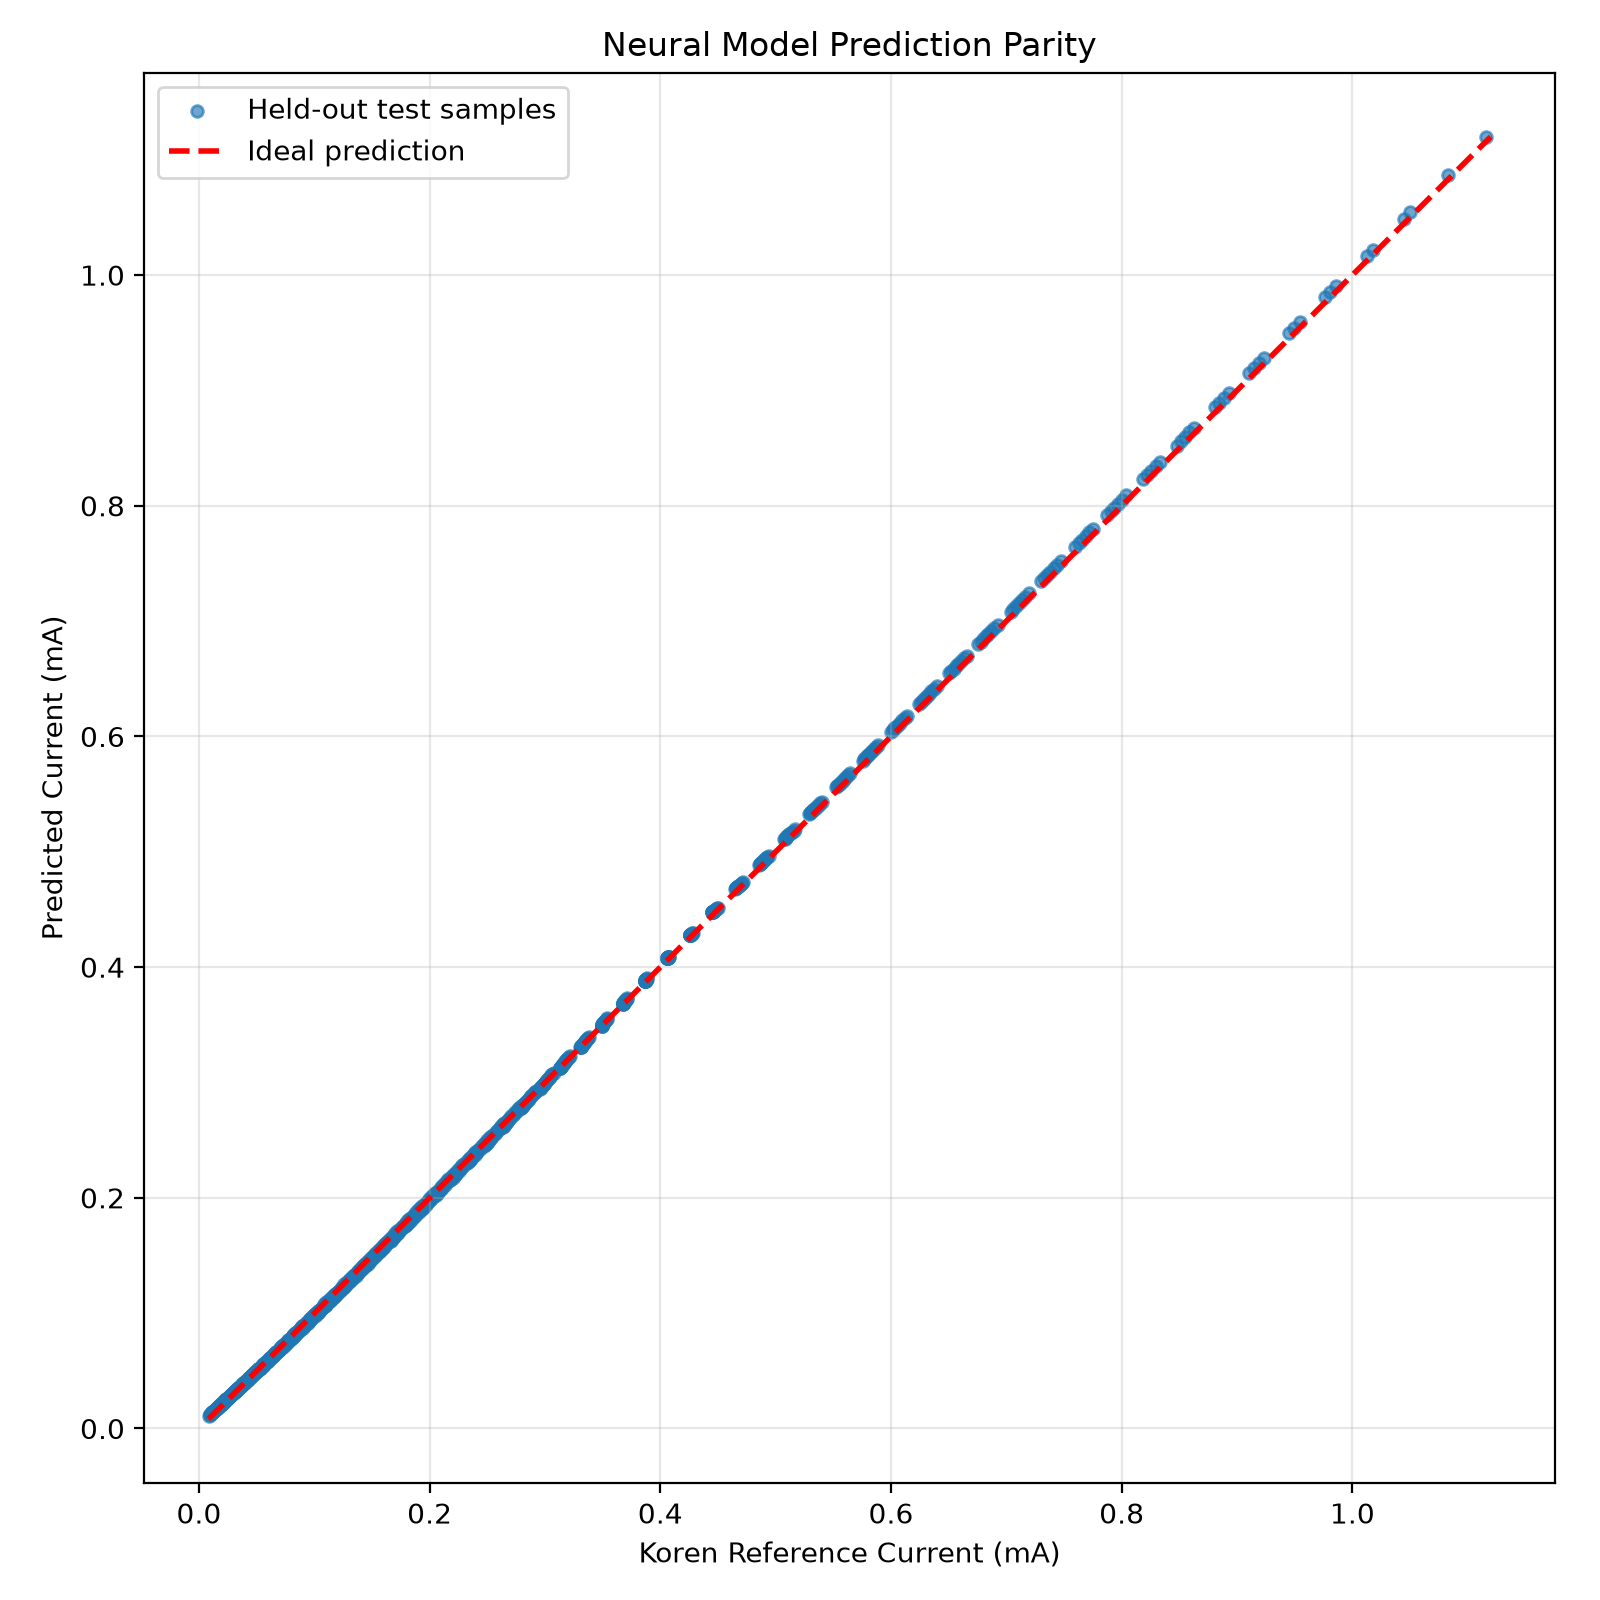 Neural Model Prediction Parity
Held-out test samples
Ideal prediction
Predicted Current (mA)
1.0
0.8
0.6
0.4
0.2
0.0
0.0 0.2 0.4 0.6 0.8 1.0
Koren Reference Current (mA)